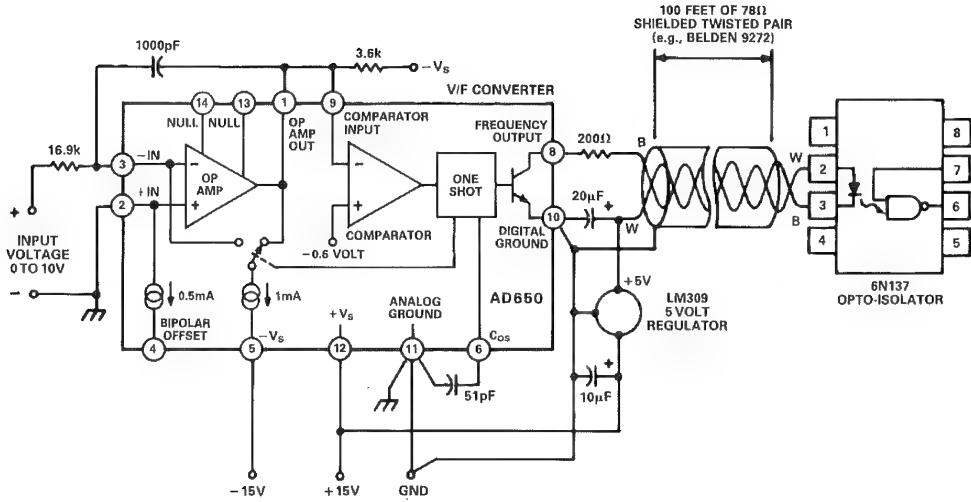 100 FEET OF 78Ω
SHIELDED TWISTED PAIR
(e.g., BELDEN 9272)
1000pF
3.6k
–VS
V/F CONVERTER
14
13
1
9
NULL
NULL
OP
AMP
OUT
COMPARATOR
INPUT
FREQUENCY
OUTPUT
8
200Ω
B
W
1
8
16.9k
3
–IN
2
+IN
–
+
OP
AMP
–
+
COMPARATOR
ONE
SHOT
20µF
+
W
10
DIGITAL
GROUND
B
2
7
3
6
4
5
6N137
OPTO-ISOLATOR
+
INPUT
VOLTAGE
0 TO 10V
–
–0.6 VOLT
+5V
LM309
5 VOLT
REGULATOR
AD650
0.5mA
1mA
BIPOLAR
OFFSET
–VS
+VS
ANALOG
GROUND
COS
4
5
12
11
6
51pF
+
10µF
–15V
+15V
GND